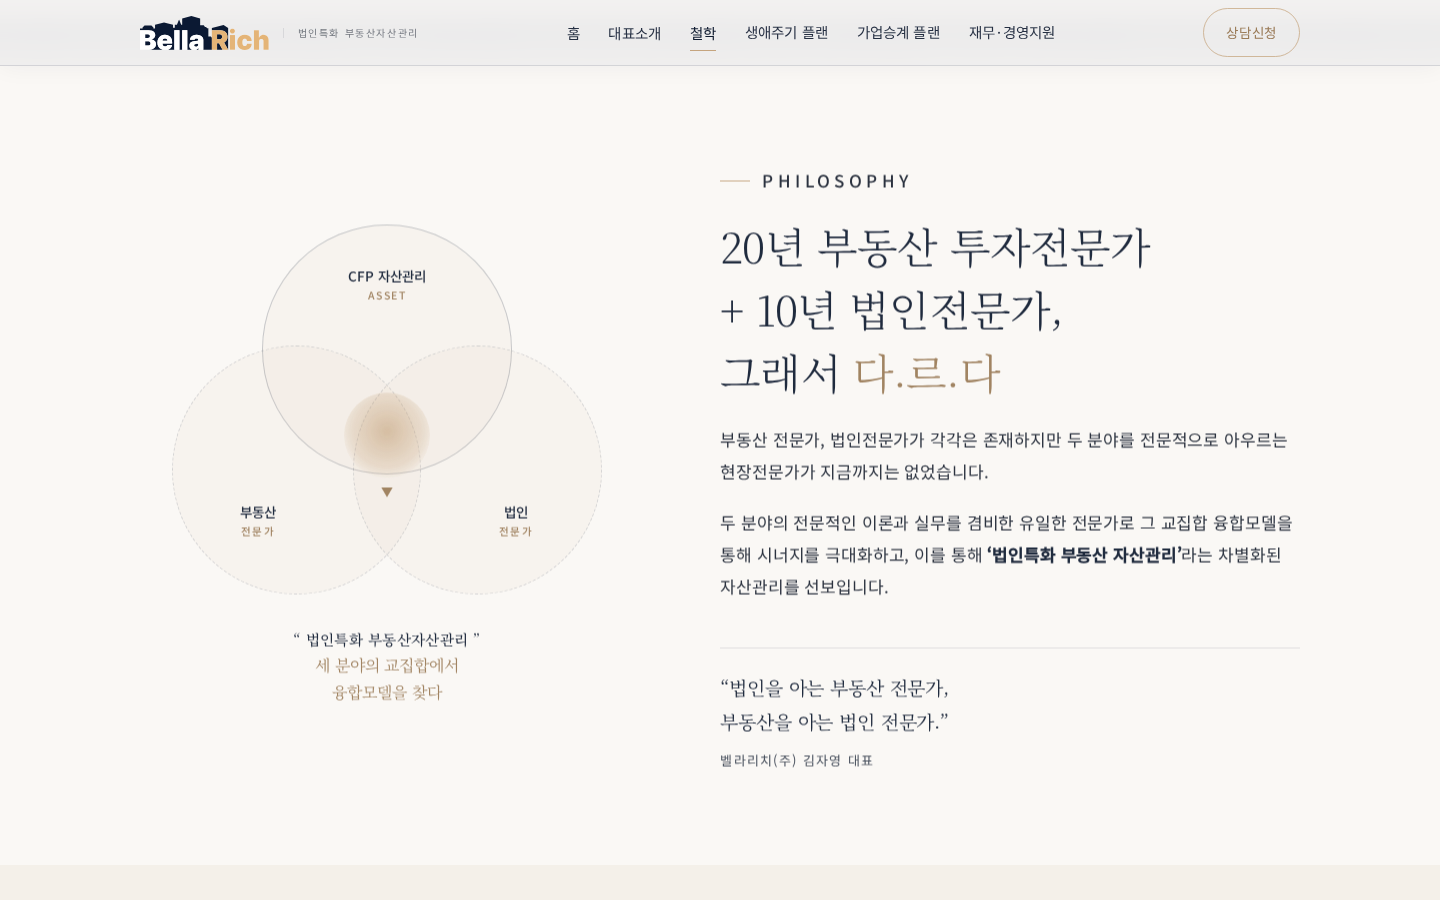 BellaRich
법인특화 부동산자산관리
홈
대표소개
철학
생애주기 플랜
가업승계 플랜
재무·경영지원
상담신청
CFP 자산관리
ASSET
부동산
전문가
법인
전문가
▼
“ 법인특화 부동산자산관리 ”
세 분야의 교집합에서
융합모델을 찾다
PHILOSOPHY
20년 부동산 투자전문가
+ 10년 법인전문가,
그래서 다.르.다
부동산 전문가, 법인전문가가 각각은 존재하지만 두 분야를 전문적으로 아우르는
현장전문가가 지금까지는 없었습니다.
두 분야의 전문적인 이론과 실무를 겸비한 유일한 전문가로 그 교집합 융합모델을
통해 시너지를 극대화하고, 이를 통해 ‘법인특화 부동산 자산관리’라는 차별화된
자산관리를 선보입니다.
“법인을 아는 부동산 전문가,
부동산을 아는 법인 전문가.”
벨라리치(주) 김자영 대표